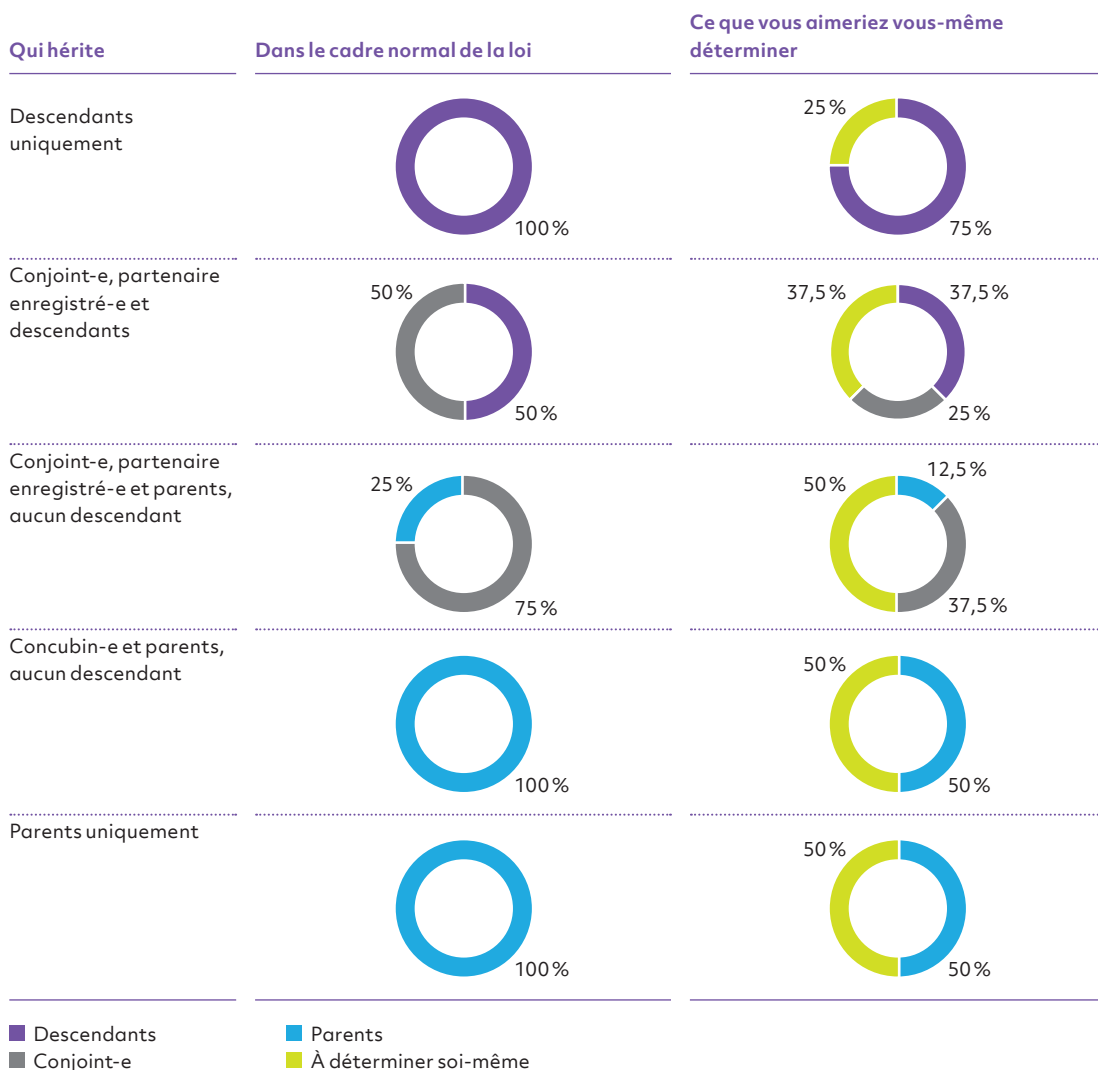 Qui hérite
Dans le cadre normal de la loi
Ce que vous aimeriez vous-même
déterminer
Descendants
uniquement
100 %
25 %
75 %
Conjoint-e, partenaire
enregistré-e et
descendants
50 %
50 %
37,5 %
37,5 %
25 %
Conjoint-e, partenaire
enregistré-e et parents,
aucun descendant
25 %
75 %
50 %
12,5 %
37,5 %
Concubin-e et parents,
aucun descendant
100 %
50 %
50 %
Parents uniquement
100 %
50 %
50 %
Descendants
Conjoint-e
Parents
À déterminer soi-même